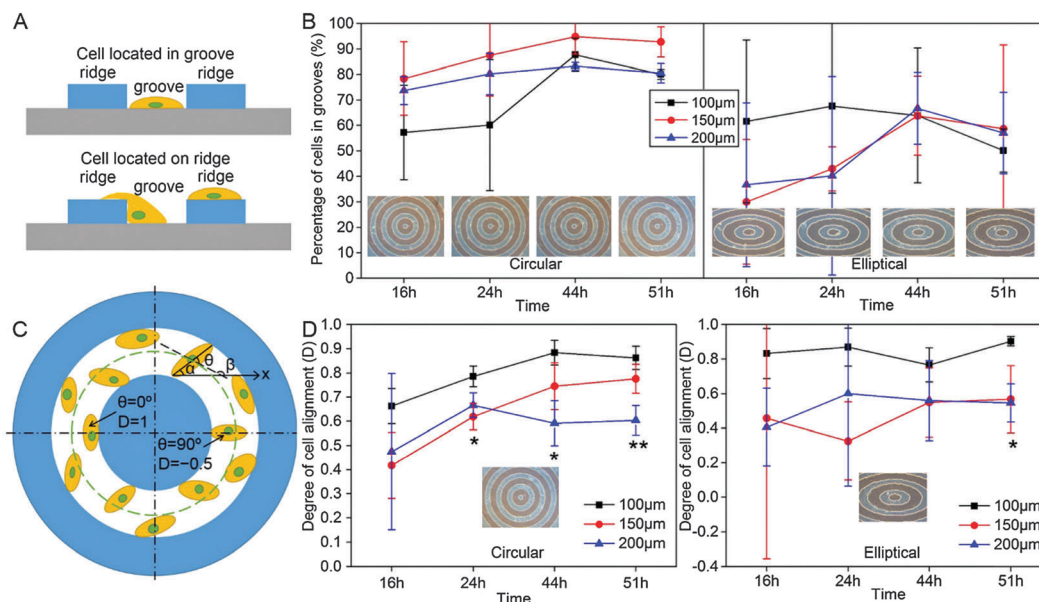 A
Cell located in groove
ridge ridge
groove
Cell located on ridge
ridge groove ridge
B
Percentage of cells in grooves (%)
100
90
80
70
60
50
40
30
20
10
0
100μm
150μm
200μm
Circular
Elliptical
16h 24h 44h 51h 16h 24h 44h 51h
Time Time
C
θ
α
β
x
θ=0º
D=1
θ=90º
D=−0.5
D
Degree of cell alignment (D)
1.0
0.9
0.8
0.7
0.6
0.5
0.4
0.3
0.2
0.1
0.0
*
*
**
100μm
150μm
200μm
Circular
16h 24h 44h 51h
Time
Degree of cell alignment (D)
1.0
0.8
0.6
0.4
0.2
0.0
-0.2
-0.4
*
100μm
150μm
200μm
Elliptical
16h 24h 44h 51h
Time